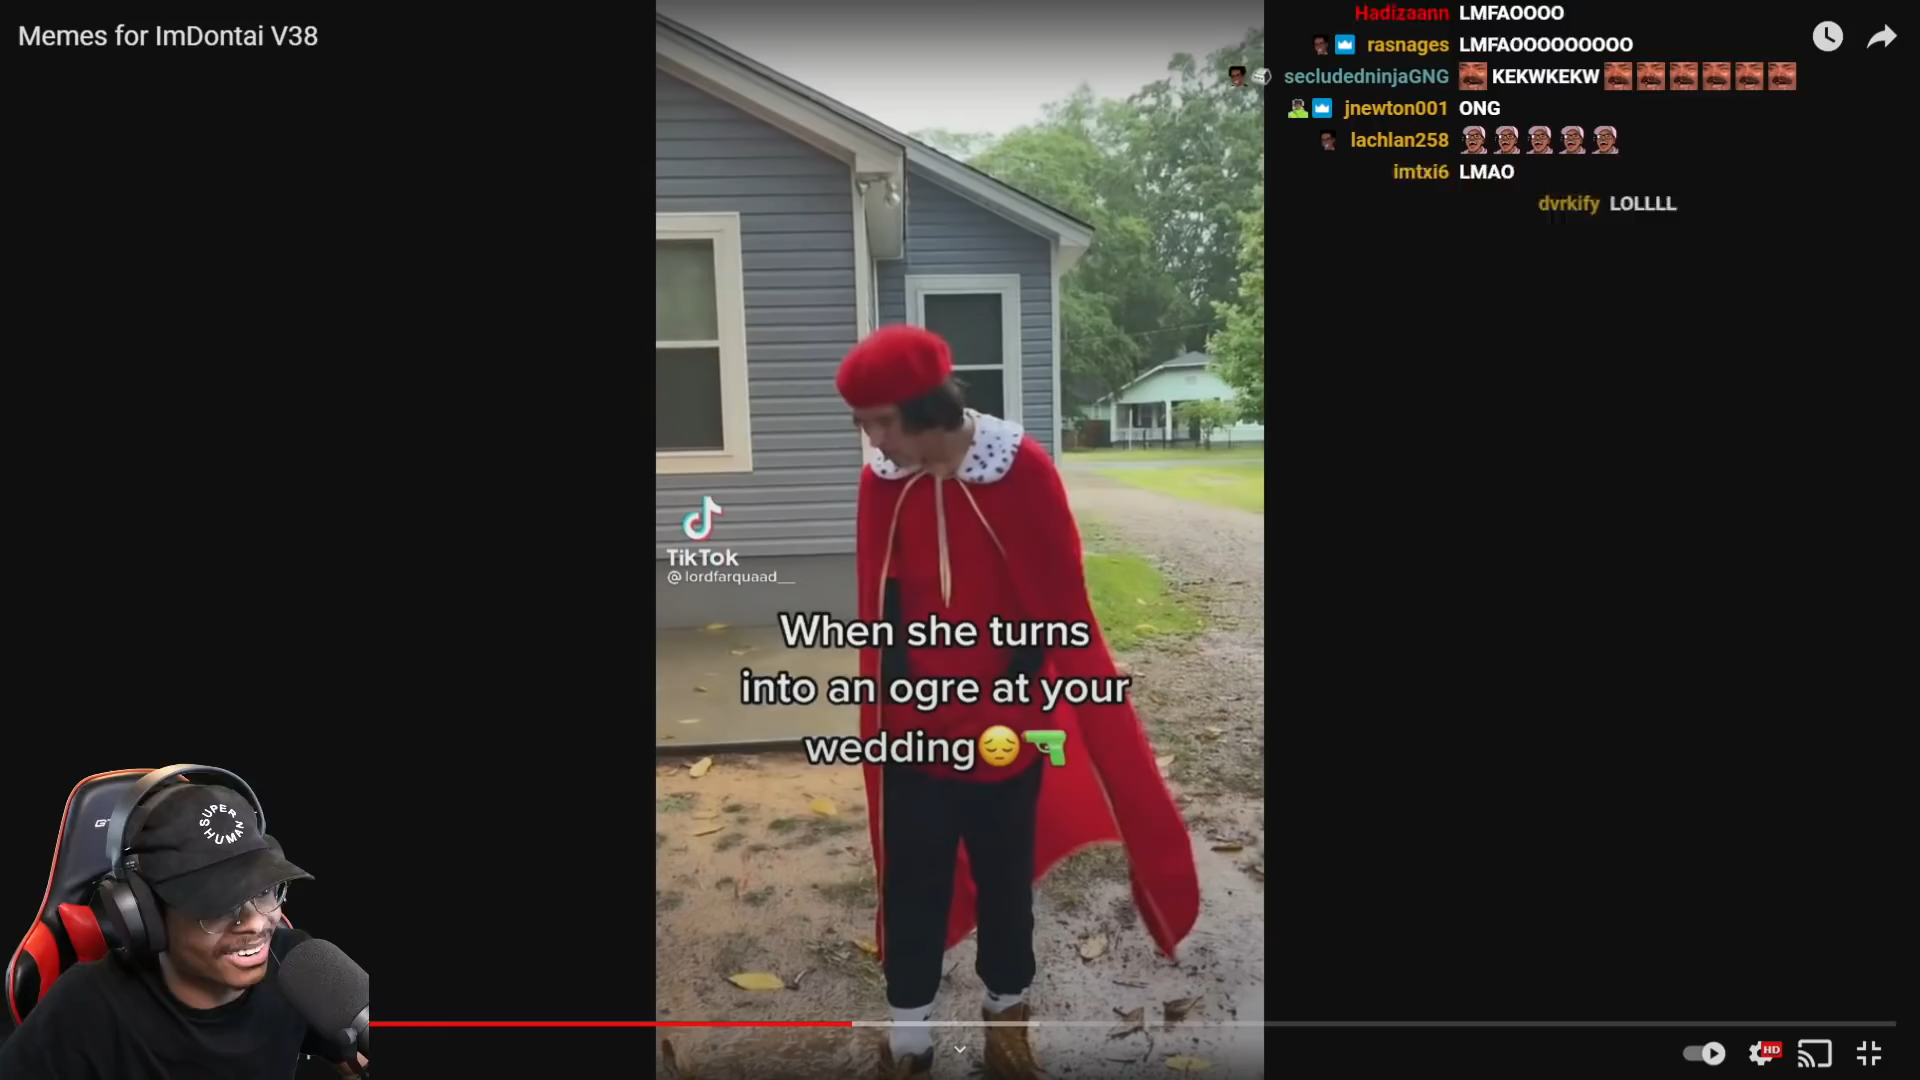 Memes for ImDontai V38
Hadizaann LMFAOOOO
rasnages LMFAOOOOOOOOO
secludedninjaGNG KEKWKEKW
jnewton001 ONG
lachlan258
imtxi6 LMAO
dvrkify LOLLLL
TikTok
@lordfarquaad__
When she turns
into an ogre at your
wedding😔🔫
SUPER
HUMAN
HD